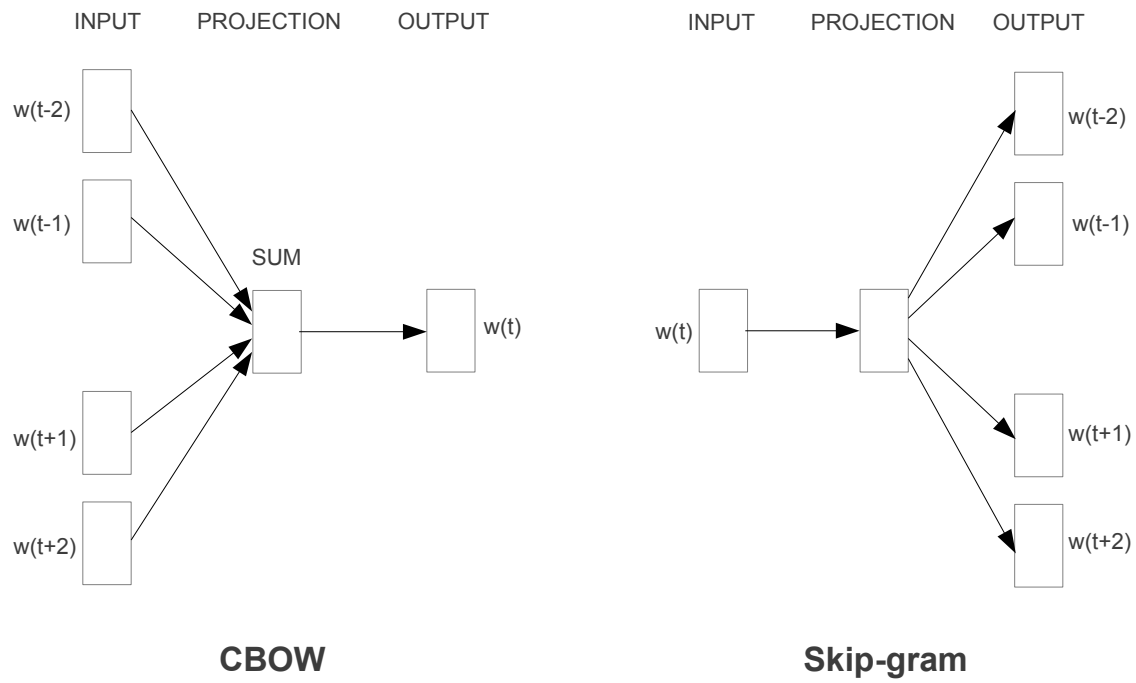 INPUT PROJECTION OUTPUT
w(t-2)
w(t-1)
SUM
w(t)
w(t+1)
w(t+2)
CBOW
INPUT PROJECTION OUTPUT
w(t-2)
w(t-1)
w(t)
w(t+1)
w(t+2)
Skip-gram